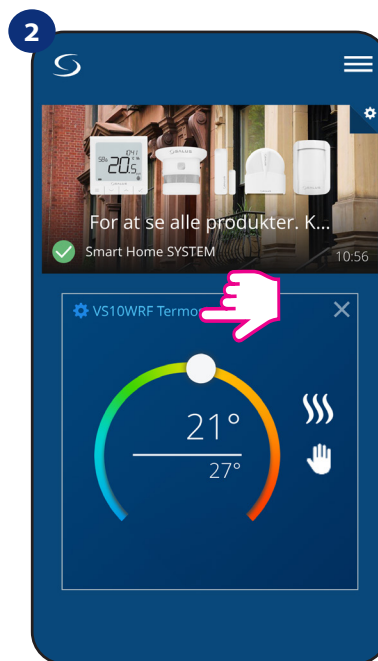 2
For at se alle produkter. K...
Smart Home SYSTEM
10:56
VS10WRF Termo
21°
27°